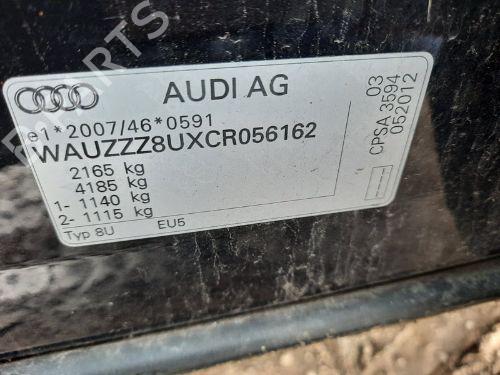 AUDI AG
e1*2007/46*0591
WAUZZZ8UXCR056162
2165 kg
4185 kg
1- 1140 kg
2- 1115 kg
Typ 8U EU5
03
CPSA 3594
052012
PARTS